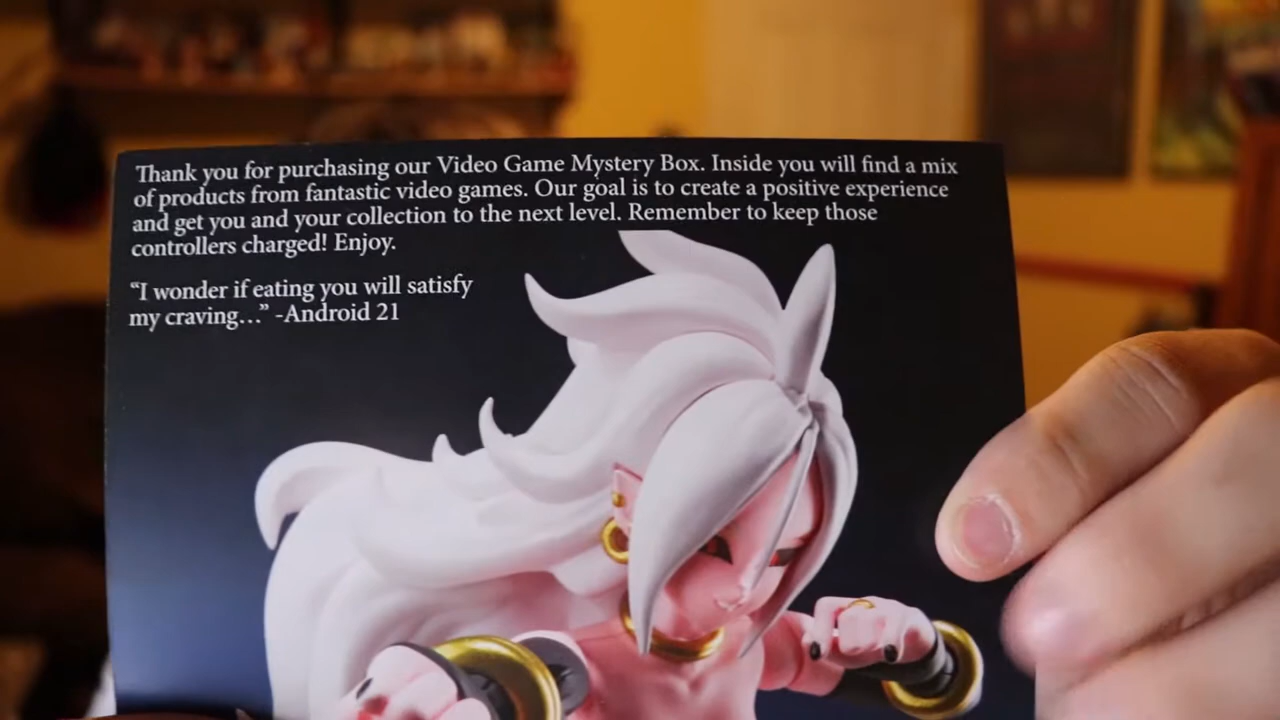 Thank you for purchasing our Video Game Mystery Box. Inside you will find a mix
of products from fantastic video games. Our goal is to create a positive experience
and get you and your collection to the next level. Remember to keep those
controllers charged! Enjoy.
“I wonder if eating you will satisfy
my craving…” -Android 21